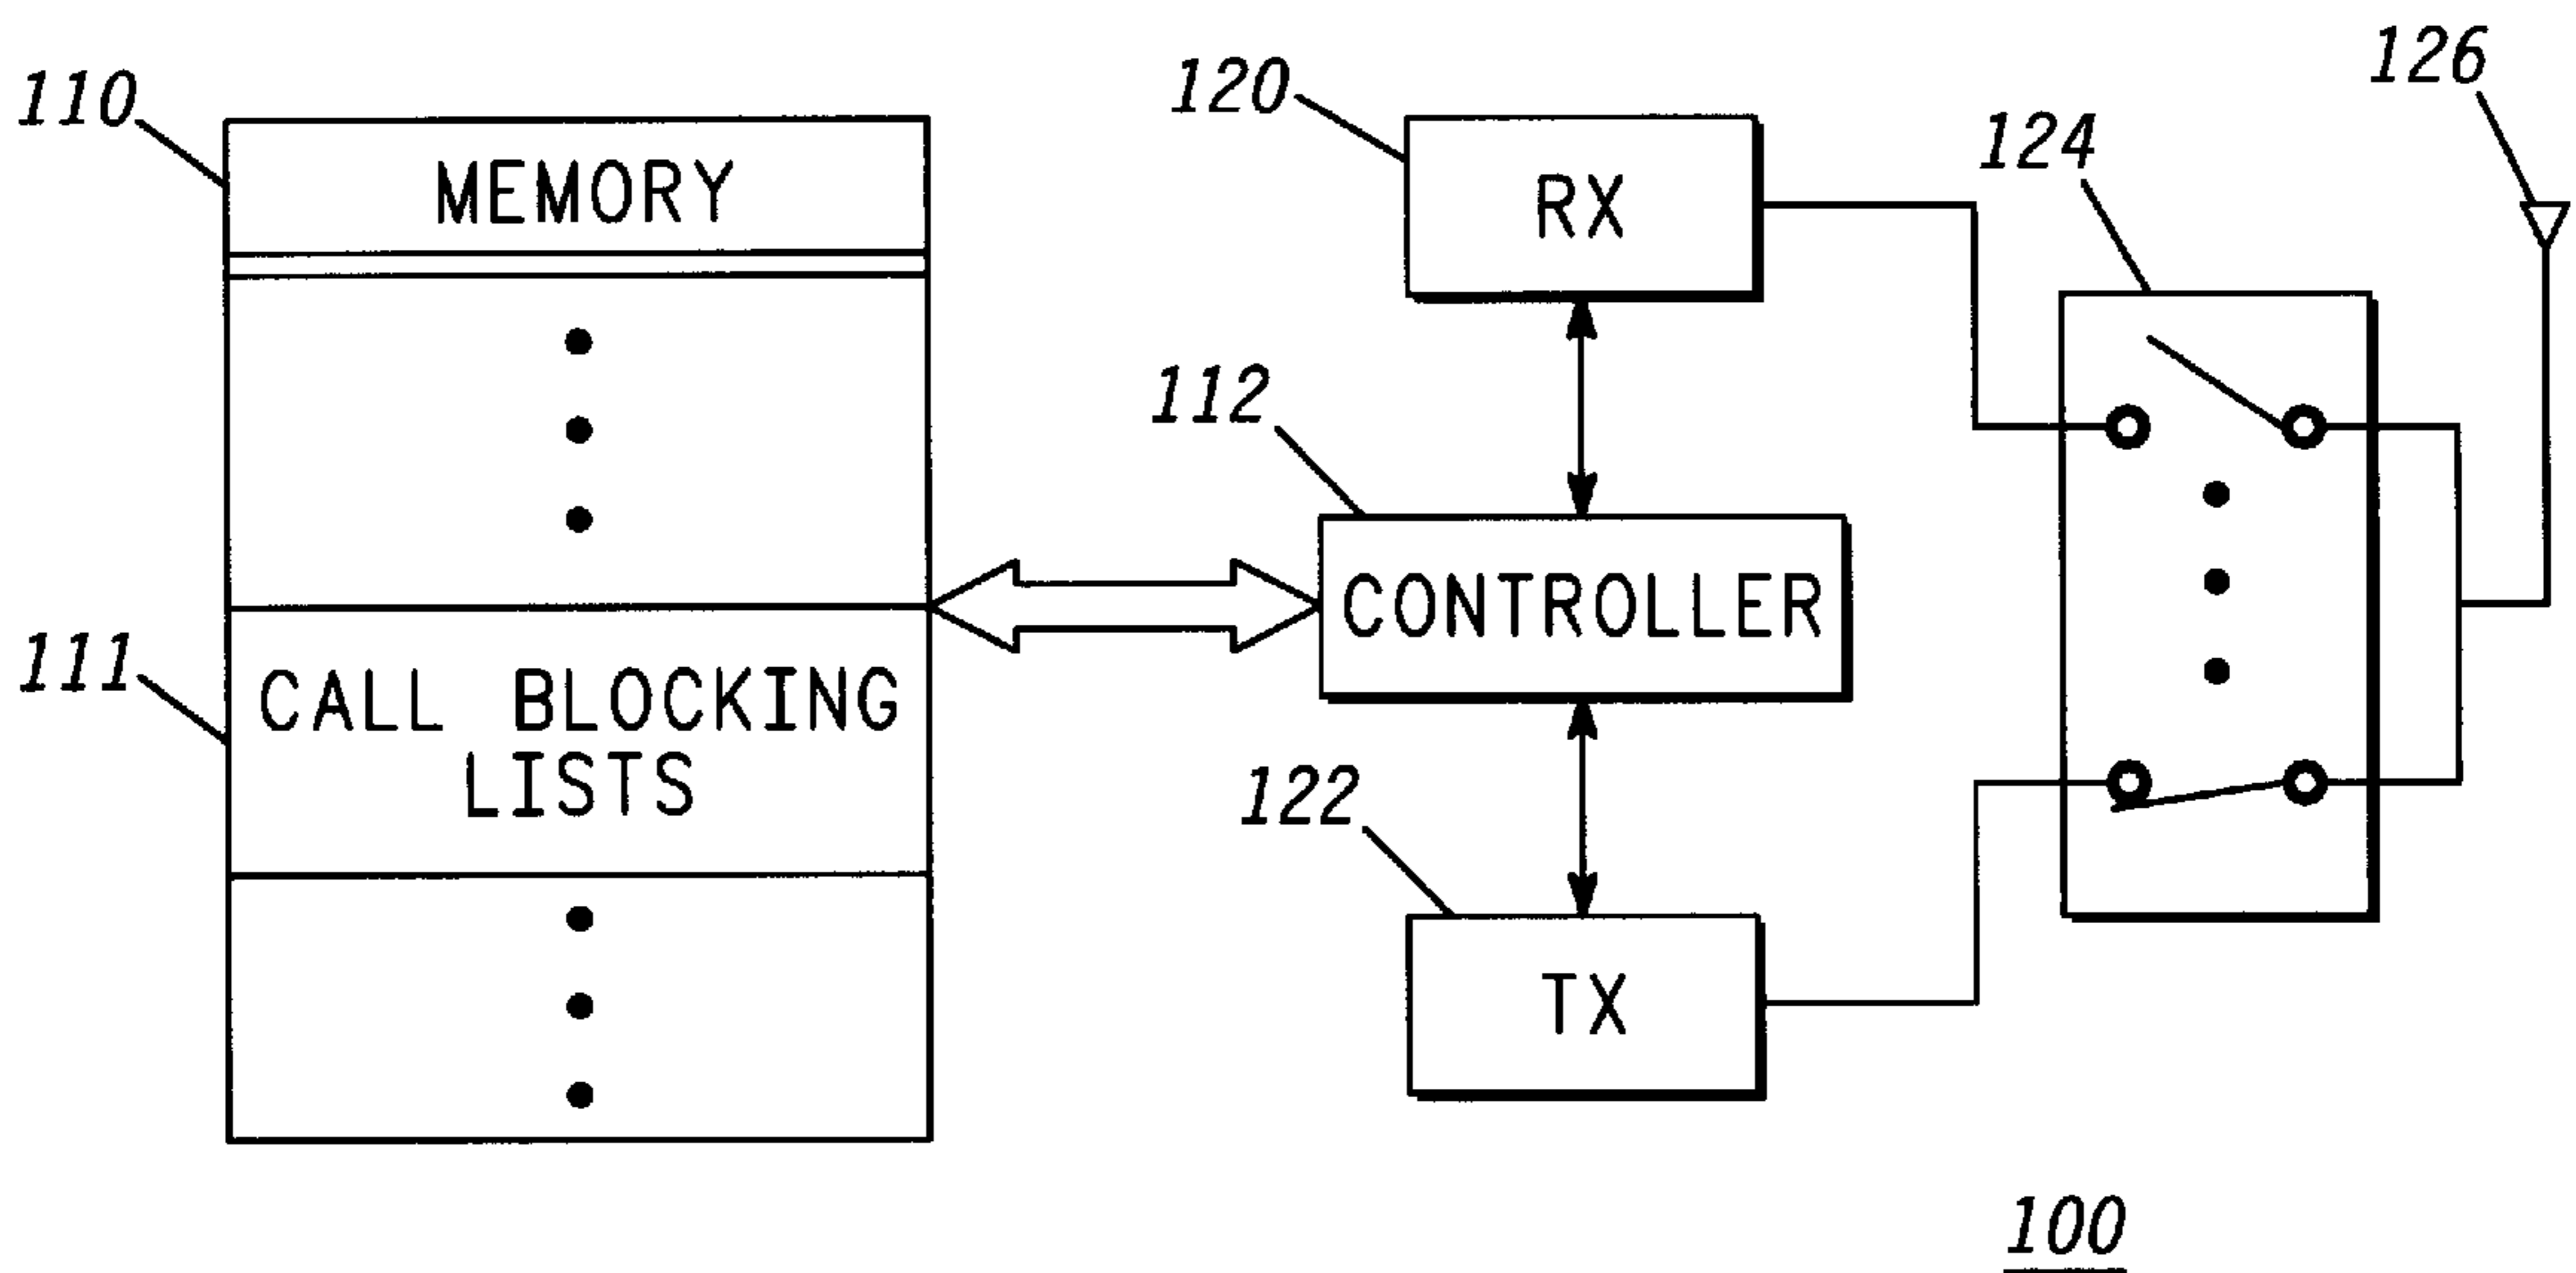 110
MEMORY
111
CALL BLOCKING
LISTS
120
RX
112
CONTROLLER
122
TX
124
126
100